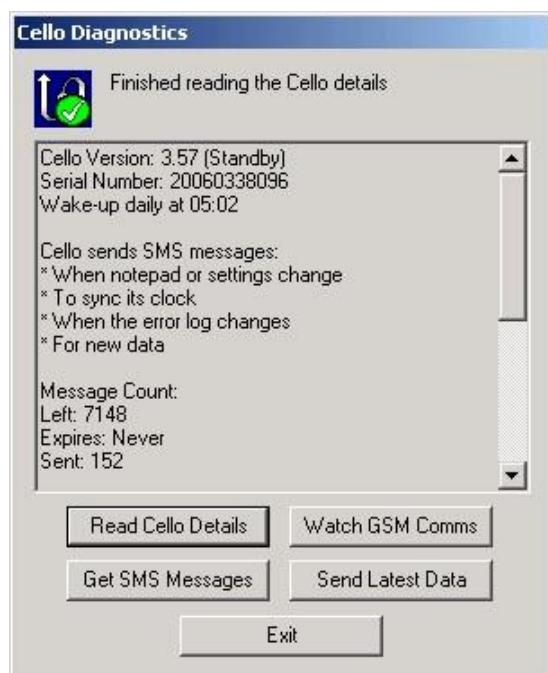 Cello Diagnostics
Finished reading the Cello details
Cello Version: 3.57 (Standby)
Serial Number: 20060338096
Wake-up daily at 05:02
Cello sends SMS messages:
* When notepad or settings change
* To sync its clock
* When the error log changes
* For new data
Message Count:
Left: 7148
Expires: Never
Sent: 152
Read Cello Details
Watch GSM Comms
Get SMS Messages
Send Latest Data
Exit